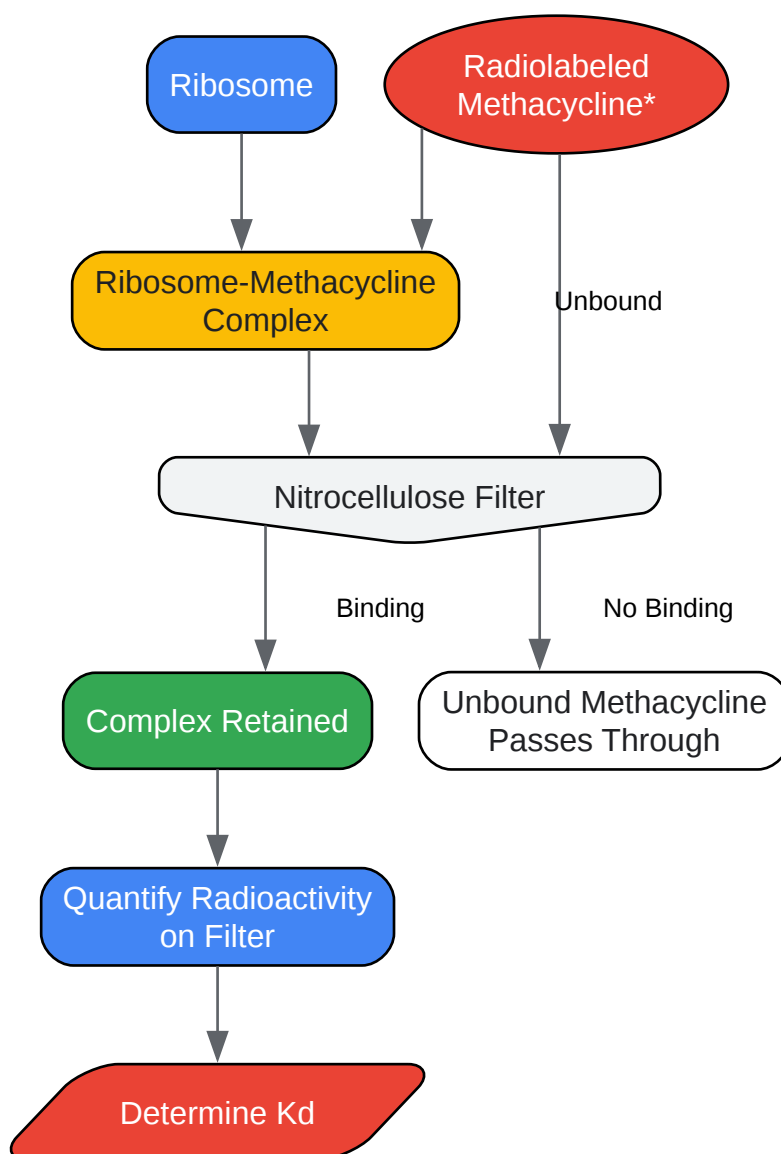 Ribosome
Radiolabeled
Methacycline*
Ribosome-Methacycline
Complex
Unbound
Nitrocellulose Filter
Binding
No Binding
Complex Retained
Unbound Methacycline
Passes Through
Quantify Radioactivity
on Filter
Determine Kd